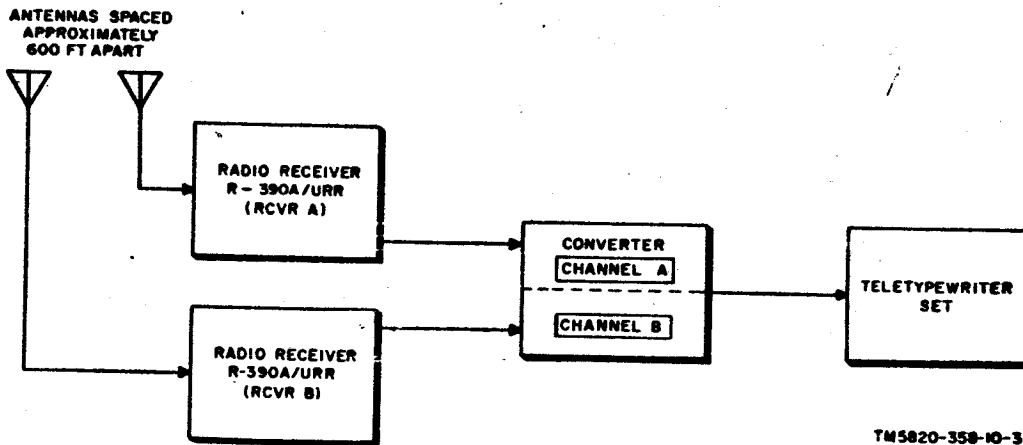 ANTENNAS SPACED
APPROXIMATELY
600 FT APART
RADIO RECEIVER
R-390A/URR
(RCVR A)
CONVERTER
CHANNEL A
CHANNEL B
TELETYPEWRITER
SET
RADIO RECEIVER
R-390A/URR
(RCVR B)
TM5820-358-10-3